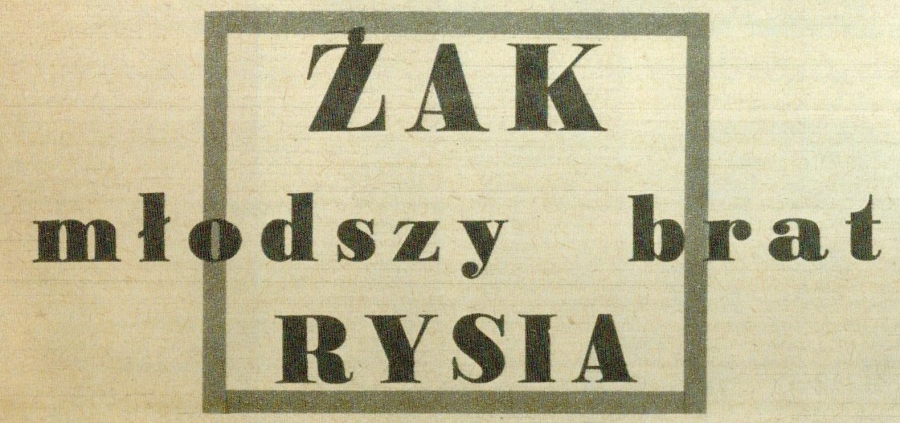 ŻAK
młodszy brat
RYSIA